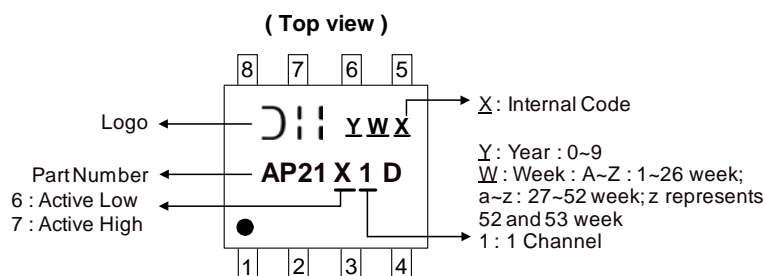 ( Top view )
8 7 6 5
Logo
Y W X
X : Internal Code
Part Number
AP21 X 1 D
6 : Active Low
7 : Active High
Y : Year : 0~9
W : Week : A~Z : 1~26 week;
a~z : 27~52 week; z represents
52 and 53 week
1 : 1 Channel
1 2 3 4